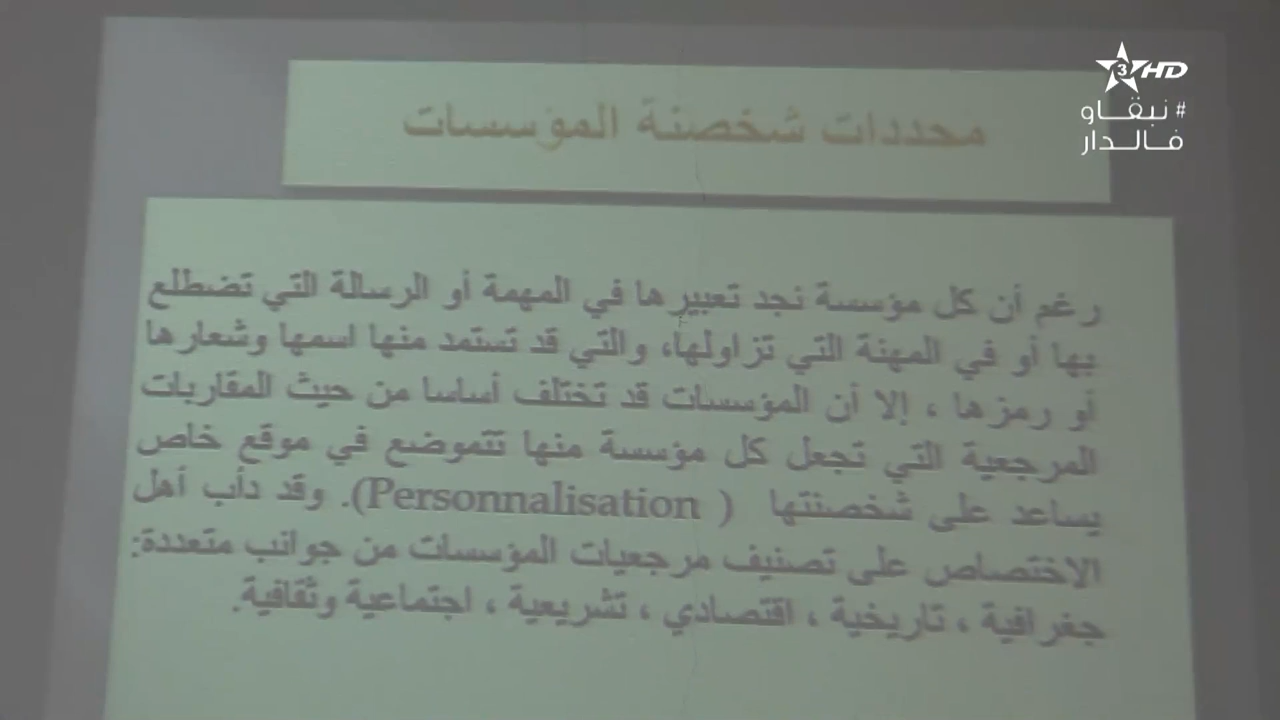 3 HD
# نبقاو
فالدار
محددات شخصنة المؤسسات
رغم أن كل مؤسسة نجد تعبيرها في المهمة أو الرسالة التي تضطلع
بها أو في المهنة التي تزاولها، والتي قد تستمد منها اسمها وشعارها
أو رمزها ، إلا أن المؤسسات قد تختلف أساسا من حيث المقاربات
المرجعية التي تجعل كل مؤسسة منها تتموضع في موقع خاص
يساعد على شخصنتها ( Personnalisation). وقد دأب أهل
الاختصاص على تصنيف مرجعيات المؤسسات من جوانب متعددة:
جغرافية ، تاريخية ، اقتصادي ، تشريعية ، اجتماعية وثقافية.